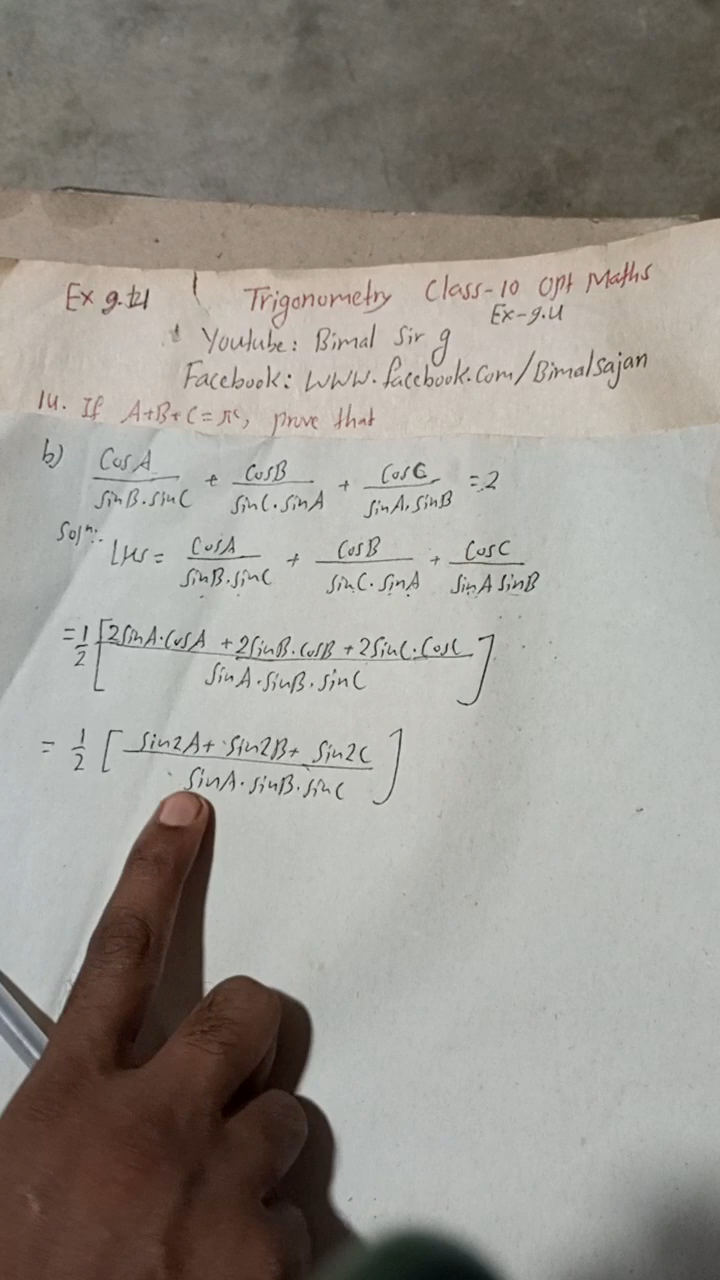 Ex 9.4
Trigonometry Class-10 Opt Maths
Ex-9.4
Youtube: Bimal Sir g
Facebook: www.facebook.com/Bimalsajan
14. If A+B+C=πᶜ, prove that
b) CosA/sinB.sinC + CosB/sinC.sinA + CosC/sinA.sinB = 2
Solⁿ:
LHS = CosA/sinB.sinC + CosB/sinC.sinA + CosC/sinA sinB
= 1/2 [2sinA.CosA + 2sinB.CosB + 2sinC.CosC / sinA.sinB.sinC]
= 1/2 [sin2A + sin2B + sin2C / sinA.sinB.sinC]